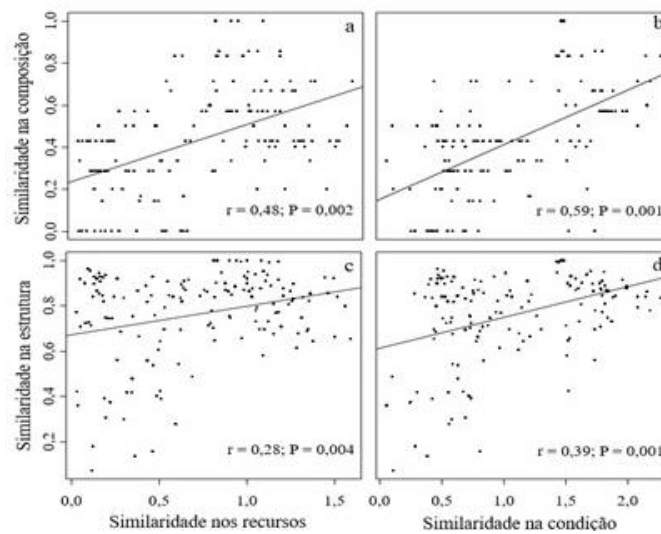 a
b
Similaridade na composição
1,0
0,8
0,6
0,4
0,2
0,0
r = 0,48; P = 0,002
r = 0,59; P = 0,001
c
d
Similaridade na estrutura
1,0
0,8
0,6
0,4
0,2
r = 0,28; P = 0,004
r = 0,39; P = 0,001
0,0 0,5 1,0 1,5
0,0 0,5 1,0 1,5 2,0
Similaridade nos recursos
Similaridade na condição